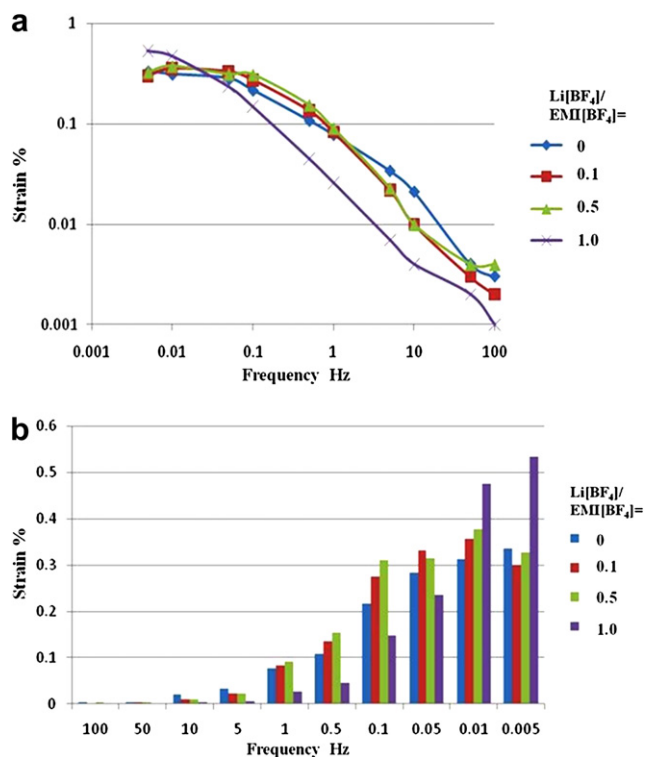 a
1
0.1
0.01
0.001
Strain %
0.001 0.01 0.1 1 10 100
Frequency Hz
Li[BF₄]/
EMI[BF₄]=
0
0.1
0.5
1.0
b
0.6
0.5
0.4
0.3
0.2
0.1
0
Strain %
100 50 10 5 1 0.5 0.1 0.05 0.01 0.005
Frequency Hz
Li[BF₄]/
EMI[BF₄]=
0
0.1
0.5
1.0